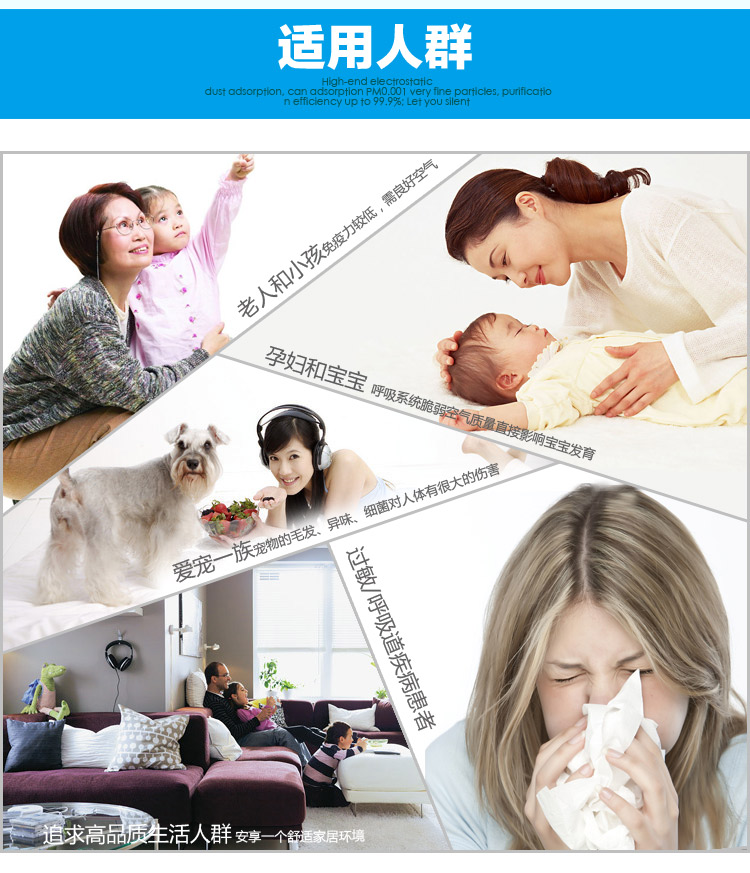 适用人群
High-end electrostatic
dust adsorption, can adsorption PM0.001 very fine particles, purificatio
n efficiency up to 99.9%; Let you silent
老人和小孩免疫力较低，需良好空气
孕妇和宝宝 呼吸系统脆弱空气质量直接影响宝宝发育
爱宠一族宠物的毛发、异味、细菌对人体有很大的伤害
过敏/呼吸道疾病患者
追求高品质生活人群 安享一个舒适家居环境